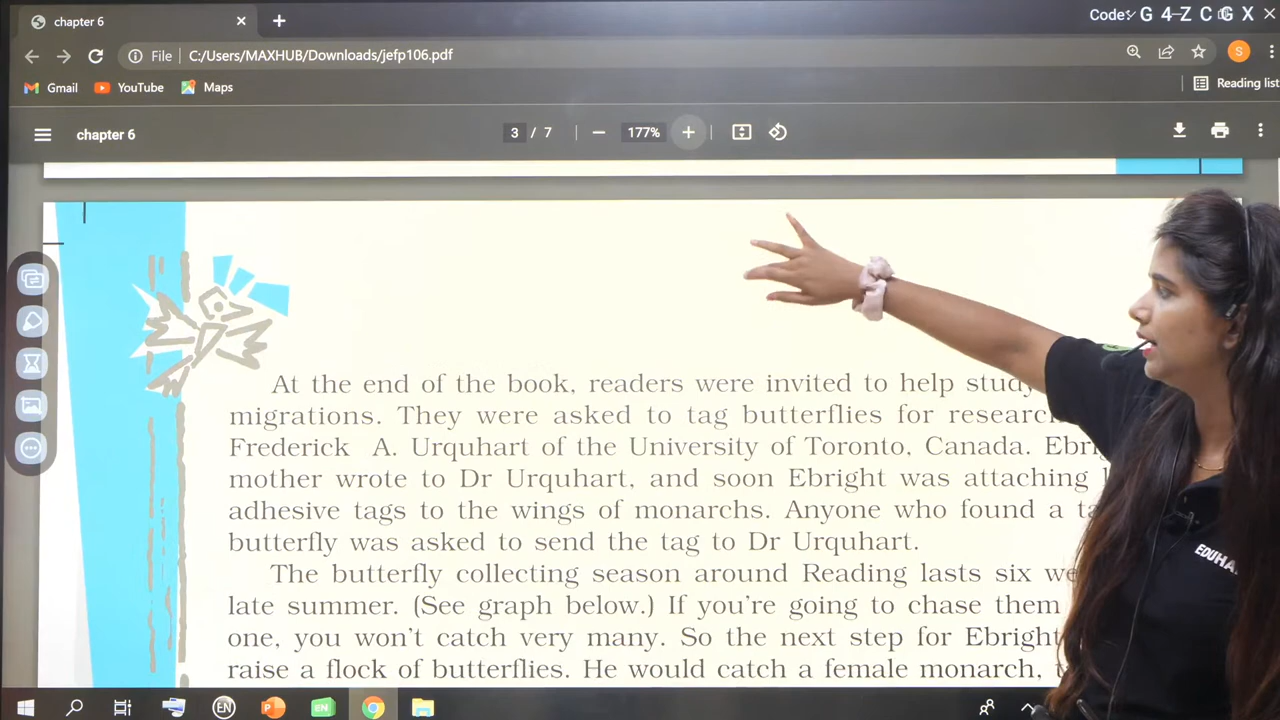 chapter 6
Code: G 4 Z C G X
File C:/Users/MAXHUB/Downloads/jefp106.pdf
S
Gmail YouTube Maps
Reading list
chapter 6
3 / 7
177%
At the end of the book, readers were invited to help study
migrations. They were asked to tag butterflies for research
Frederick A. Urquhart of the University of Toronto, Canada.
mother wrote to Dr Urquhart, and soon Ebright was attaching
adhesive tags to the wings of monarchs. Anyone who found a
butterfly was asked to send the tag to Dr Urquhart.
The butterfly collecting season around Reading lasts six
late summer. (See graph below.) If you're going to chase them
one, you won't catch very many. So the next step for Ebright
raise a flock of butterflies. He would catch a female monarch,
EN